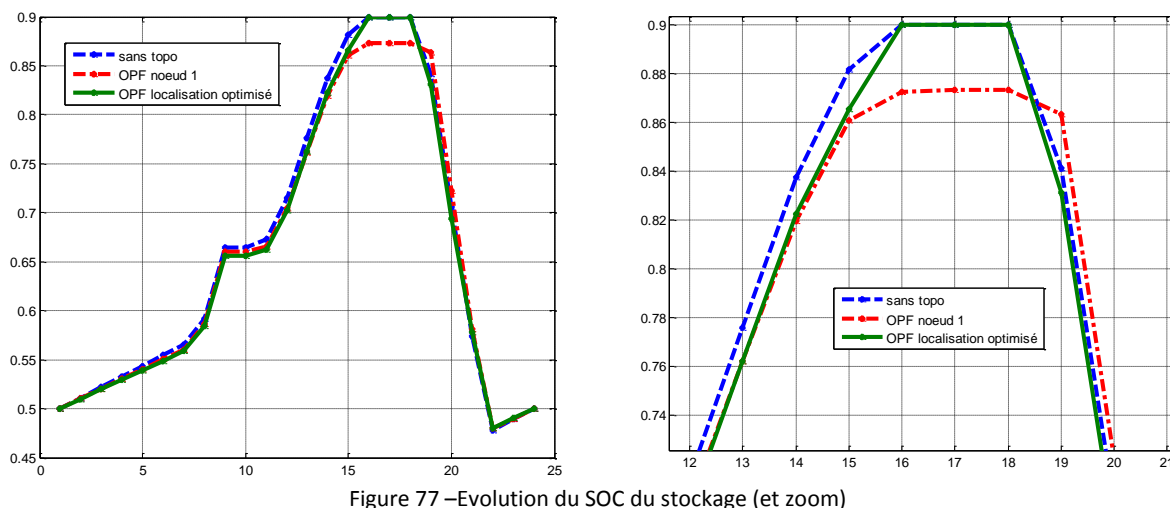 0.9
0.85
0.8
0.75
0.7
0.65
0.6
0.55
0.5
0.45
0 5 10 15 20 25
sans topo
OPF noeud 1
OPF localisation optimisé
0.9
0.88
0.86
0.84
0.82
0.8
0.78
0.76
0.74
12 13 14 15 16 17 18 19 20 21
sans topo
OPF noeud 1
OPF localisation optimisé
Figure 77 –Evolution du SOC du stockage (et zoom)